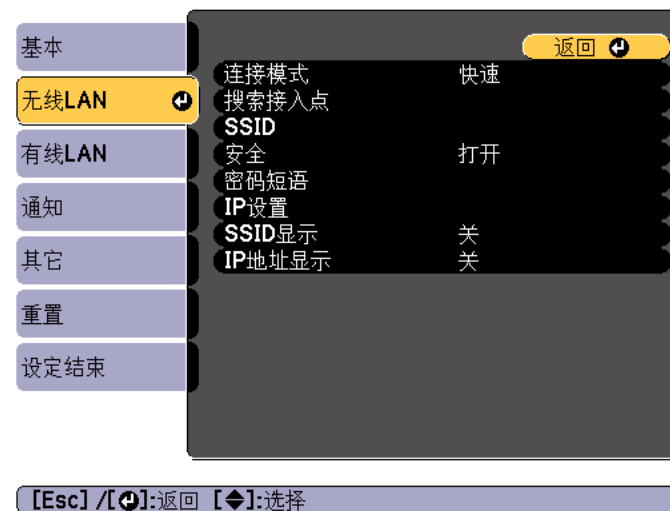 基本
无线LAN
有线LAN
通知
其它
重置
设定结束
返回
连接模式 快速
搜索接入点
SSID
安全 打开
密码短语
IP设置
SSID显示 关
IP地址显示 关
[Esc] /[ ]:返回 [ ]:选择